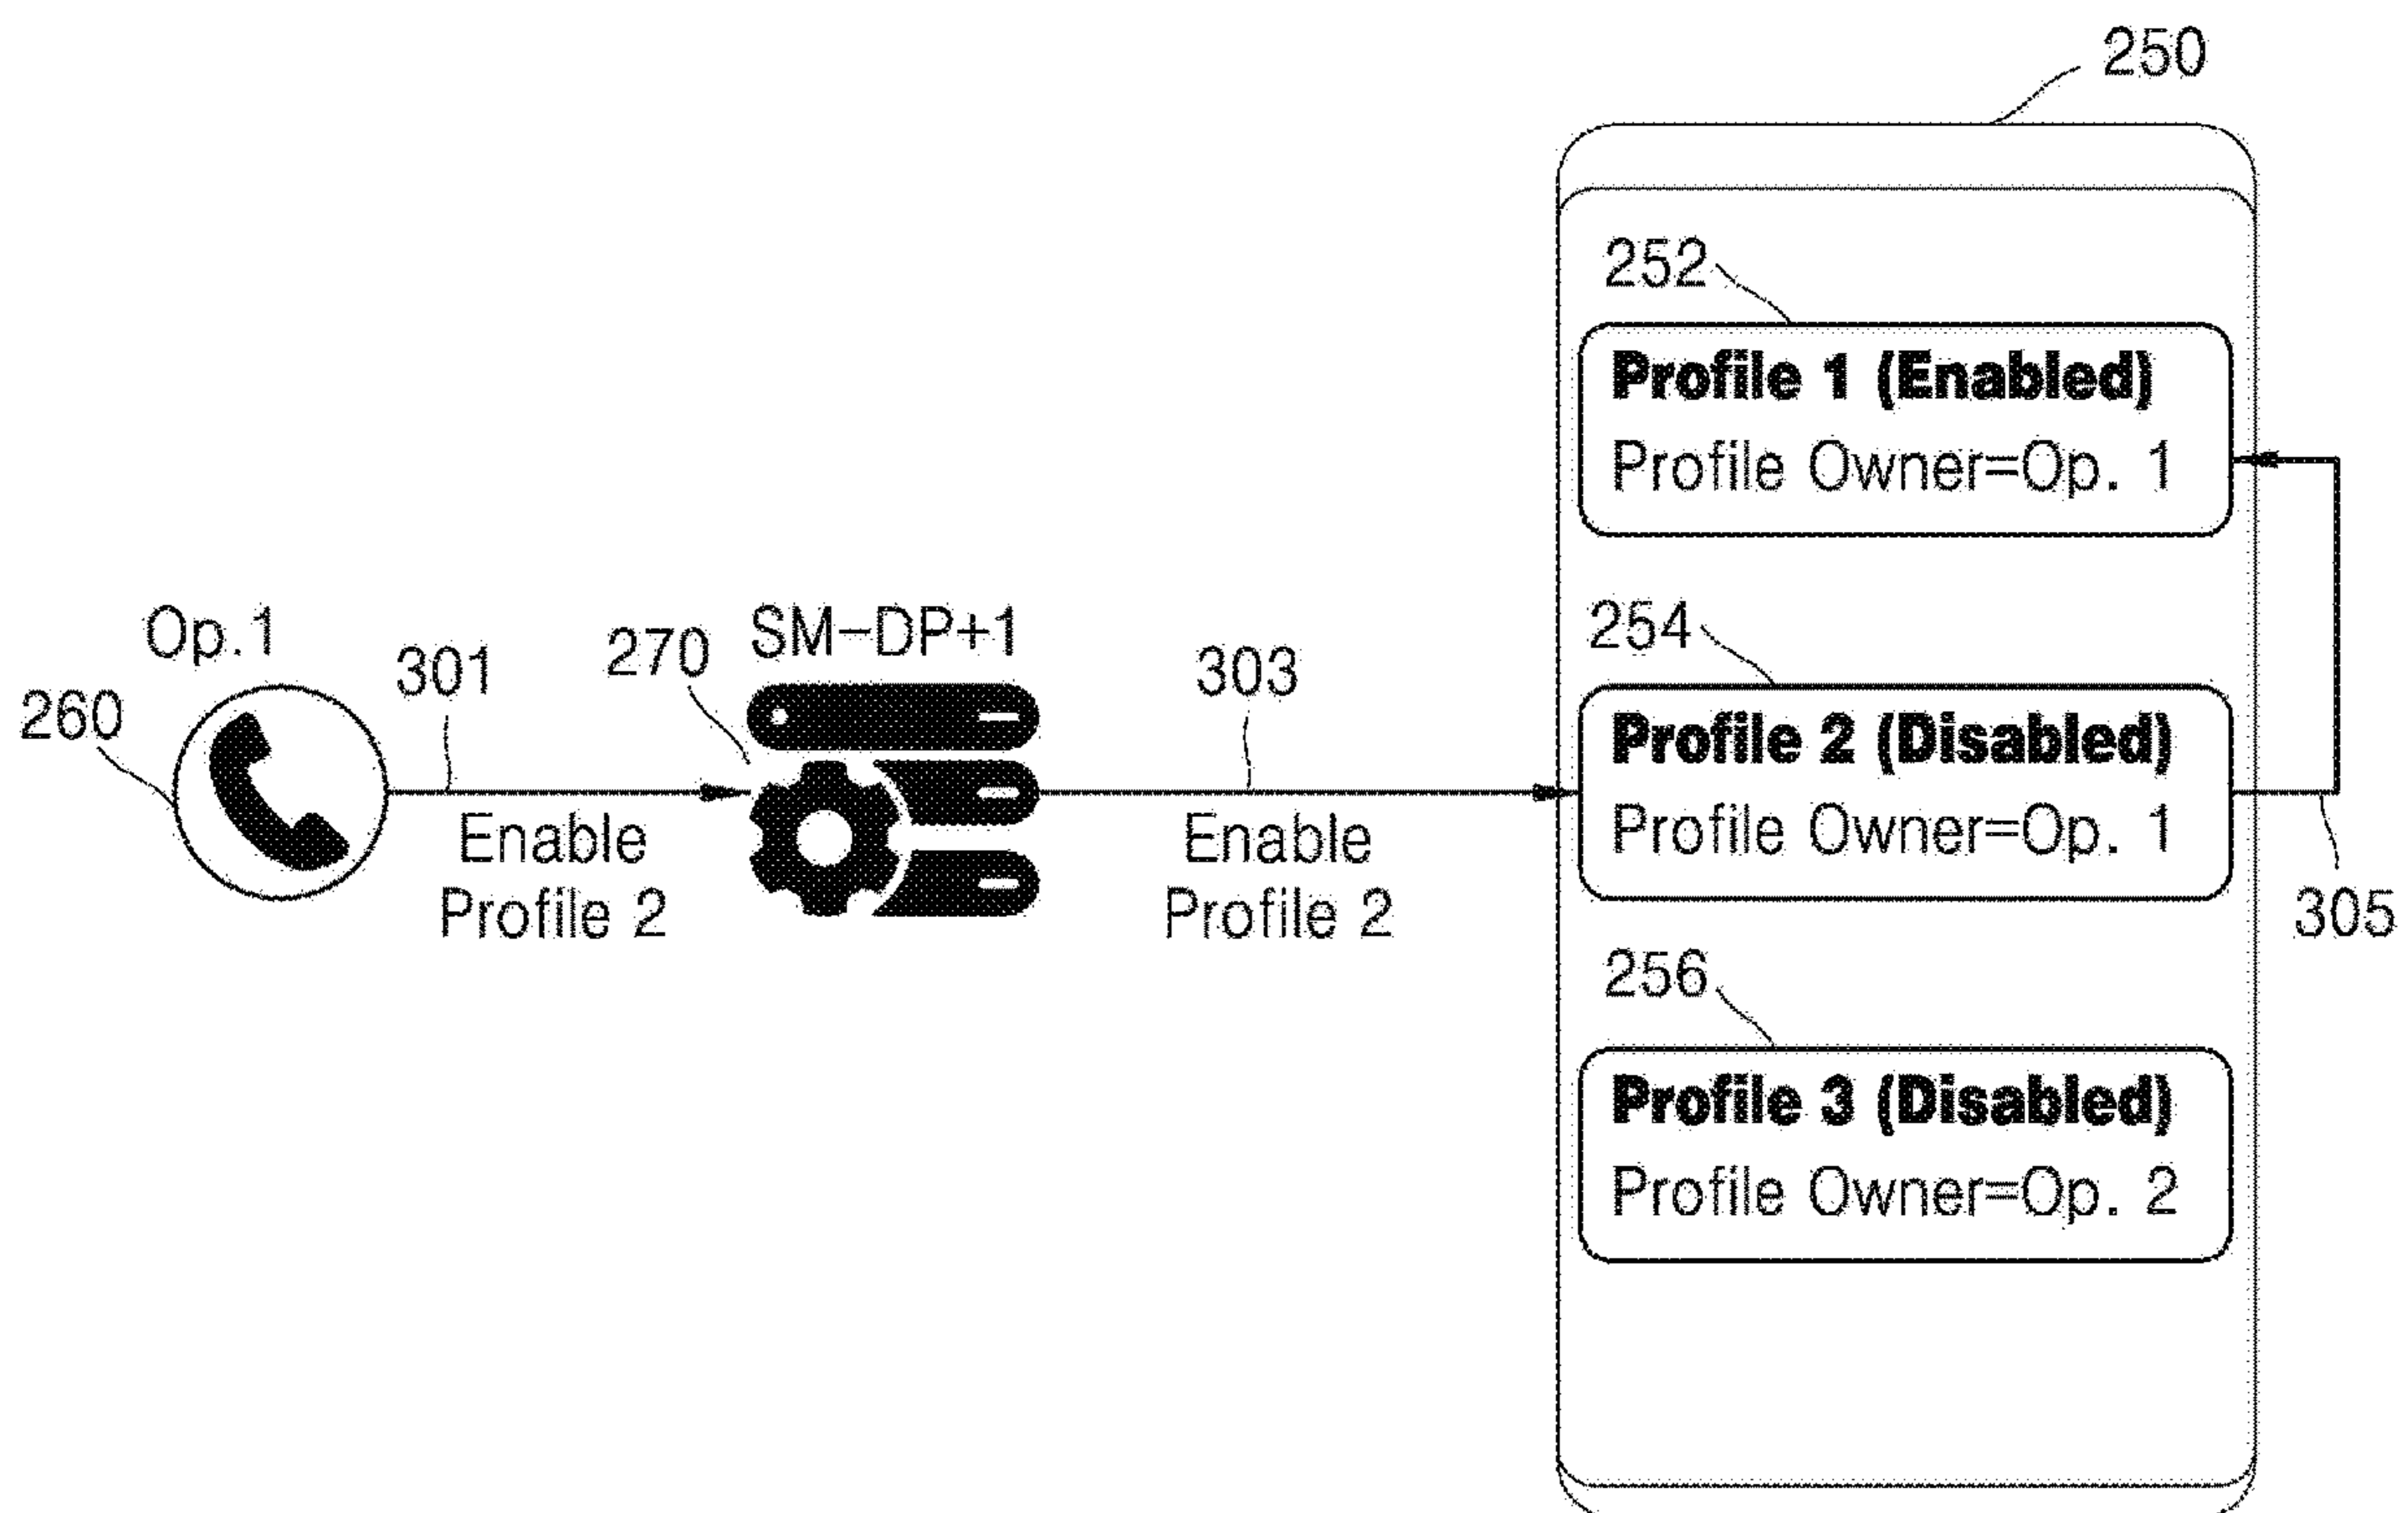 250
252
Profile 1 (Enabled)
Profile Owner=Op. 1
Op.1
260
301
Enable
Profile 2
270
SM-DP+1
303
Enable
Profile 2
254
Profile 2 (Disabled)
Profile Owner=Op. 1
305
256
Profile 3 (Disabled)
Profile Owner=Op. 2